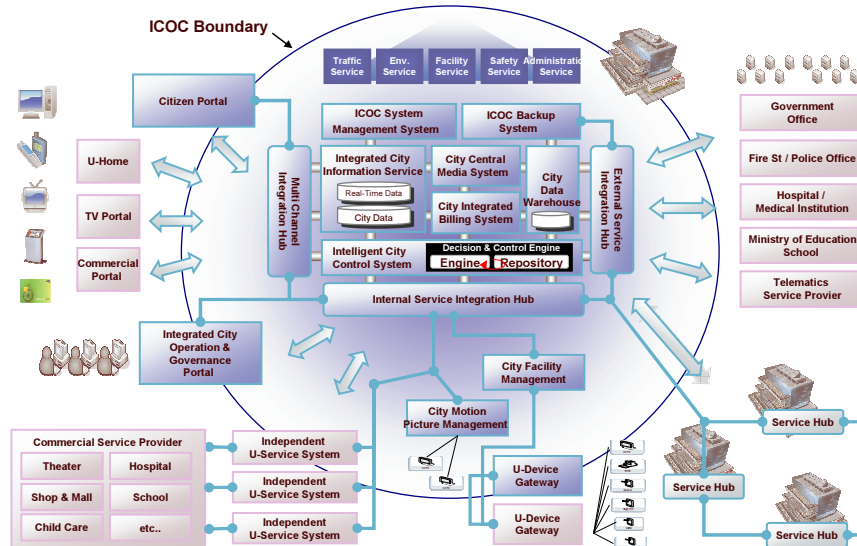 ICOC Boundary
Traffic
Service
Env.
Service
Facility
Service
Safety
Service
Administratio
Service
Citizen Portal
ICOC System
Management System
ICOC Backup
System
Government
Office
U-Home
Multi Channel
Integration Hub
Integrated City
Information Service
Real-Time Data
City Data
City Central
Media System
City Integrated
Billing System
City
Data
Warehouse
External Service
Integration Hub
Fire St / Police Office
TV Portal
Hospital /
Medical Institution
Commercial
Portal
Intelligent City
Control System
Decision & Control Engine
Engine
Repository
Ministry of Education
School
Internal Service Integration Hub
Telematics
Service Provier
Integrated City
Operation &
Governance
Portal
City Facility
Management
City Motion
Picture Management
Service Hub
Commercial Service Provider
Theater
Hospital
Shop & Mall
School
Child Care
etc..
Independent
U-Service System
Independent
U-Service System
Independent
U-Service System
U-Device
Gateway
U-Device
Gateway
Service Hub
Service Hub